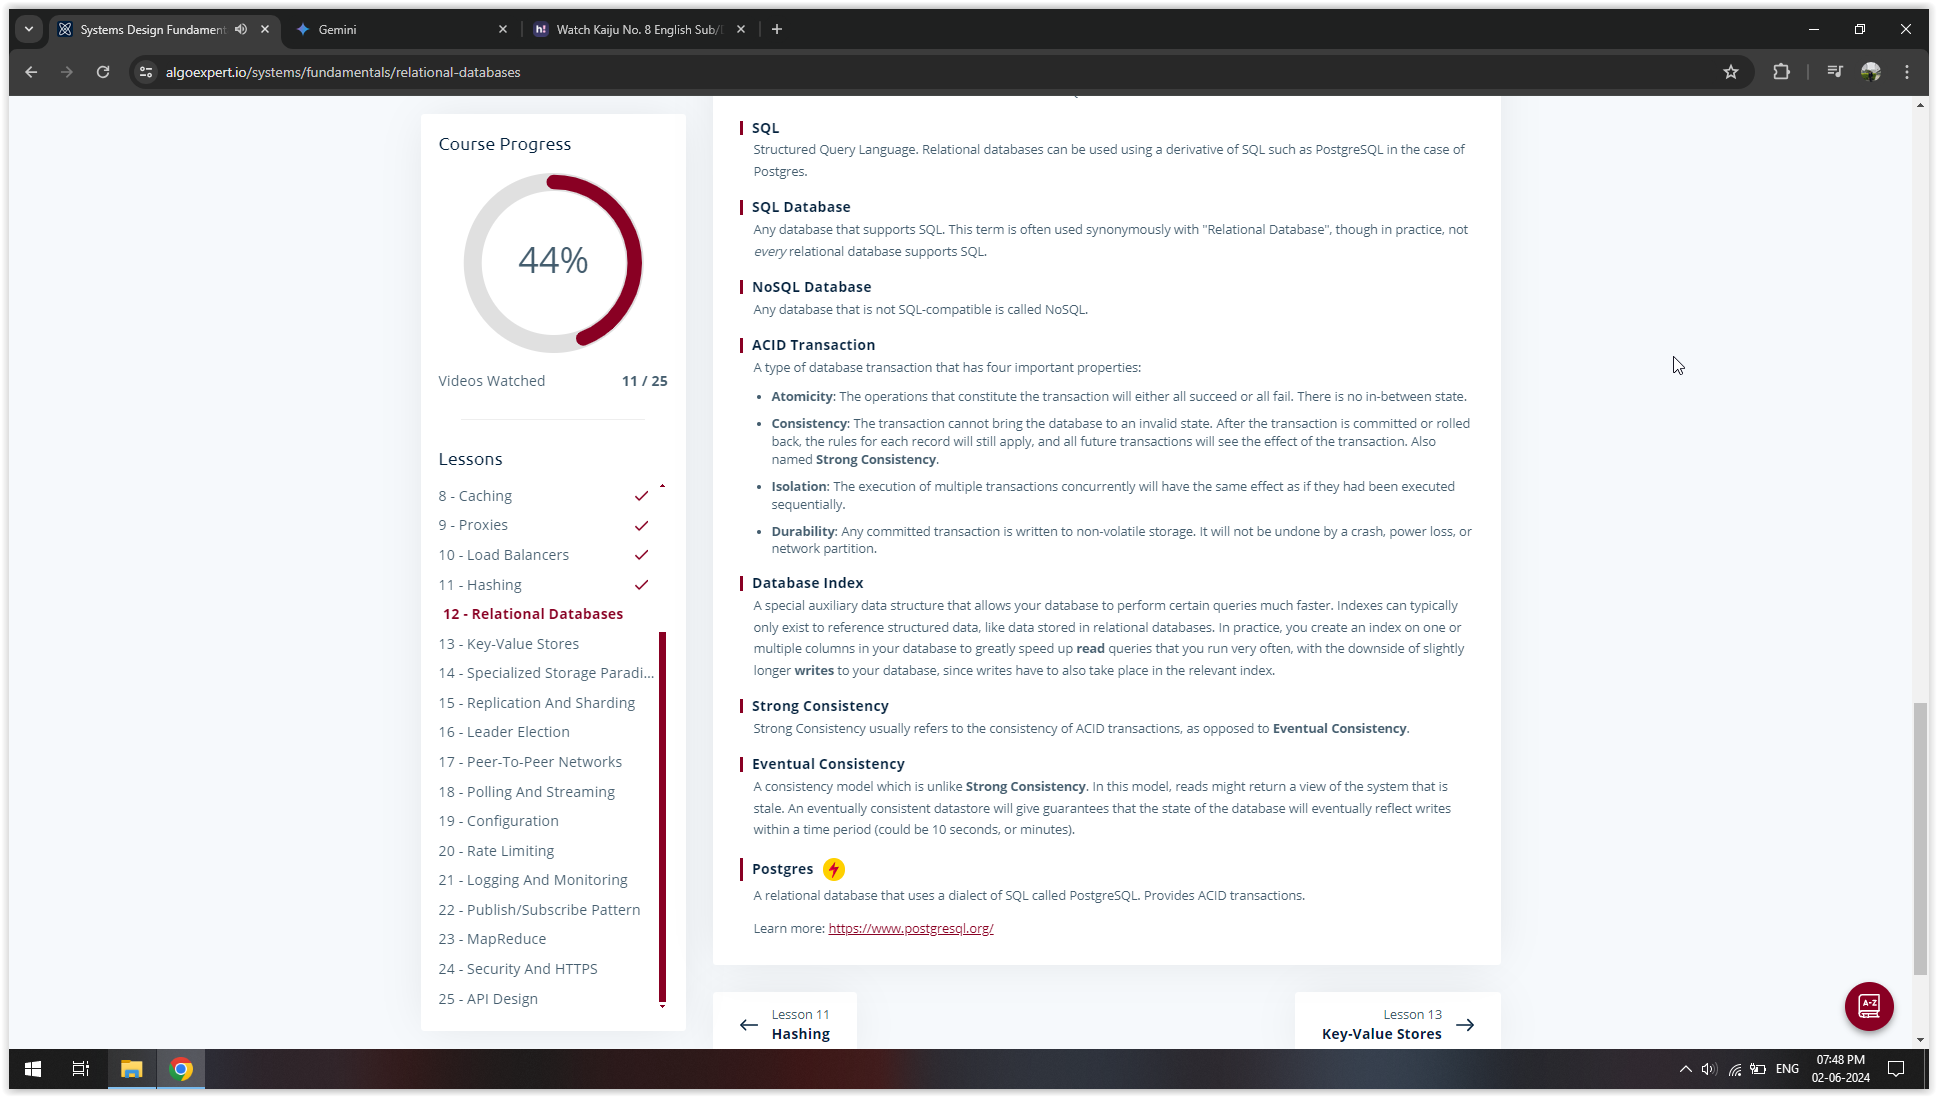 Systems Design Fundament
Gemini
h!
Watch Kaiju No. 8 English Sub/
algoexpert.io/systems/fundamentals/relational-databases
Course Progress
44%
Videos Watched 11 / 25
Lessons
8 - Caching
9 - Proxies
10 - Load Balancers
11 - Hashing
12 - Relational Databases
13 - Key-Value Stores
14 - Specialized Storage Paradi...
15 - Replication And Sharding
16 - Leader Election
17 - Peer-To-Peer Networks
18 - Polling And Streaming
19 - Configuration
20 - Rate Limiting
21 - Logging And Monitoring
22 - Publish/Subscribe Pattern
23 - MapReduce
24 - Security And HTTPS
25 - API Design
SQL
Structured Query Language. Relational databases can be used using a derivative of SQL such as PostgreSQL in the case of
Postgres.
SQL Database
Any database that supports SQL. This term is often used synonymously with "Relational Database", though in practice, not
every relational database supports SQL.
NoSQL Database
Any database that is not SQL-compatible is called NoSQL.
ACID Transaction
A type of database transaction that has four important properties:
• Atomicity: The operations that constitute the transaction will either all succeed or all fail. There is no in-between state.
• Consistency: The transaction cannot bring the database to an invalid state. After the transaction is committed or rolled
back, the rules for each record will still apply, and all future transactions will see the effect of the transaction. Also
named Strong Consistency.
• Isolation: The execution of multiple transactions concurrently will have the same effect as if they had been executed
sequentially.
• Durability: Any committed transaction is written to non-volatile storage. It will not be undone by a crash, power loss, or
network partition.
Database Index
A special auxiliary data structure that allows your database to perform certain queries much faster. Indexes can typically
only exist to reference structured data, like data stored in relational databases. In practice, you create an index on one or
multiple columns in your database to greatly speed up read queries that you run very often, with the downside of slightly
longer writes to your database, since writes have to also take place in the relevant index.
Strong Consistency
Strong Consistency usually refers to the consistency of ACID transactions, as opposed to Eventual Consistency.
Eventual Consistency
A consistency model which is unlike Strong Consistency. In this model, reads might return a view of the system that is
stale. An eventually consistent datastore will give guarantees that the state of the database will eventually reflect writes
within a time period (could be 10 seconds, or minutes).
Postgres
A relational database that uses a dialect of SQL called PostgreSQL. Provides ACID transactions.
Learn more: https://www.postgresql.org/
Lesson 11
Hashing
Lesson 13
Key-Value Stores
A-Z
ENG
07:48 PM
02-06-2024